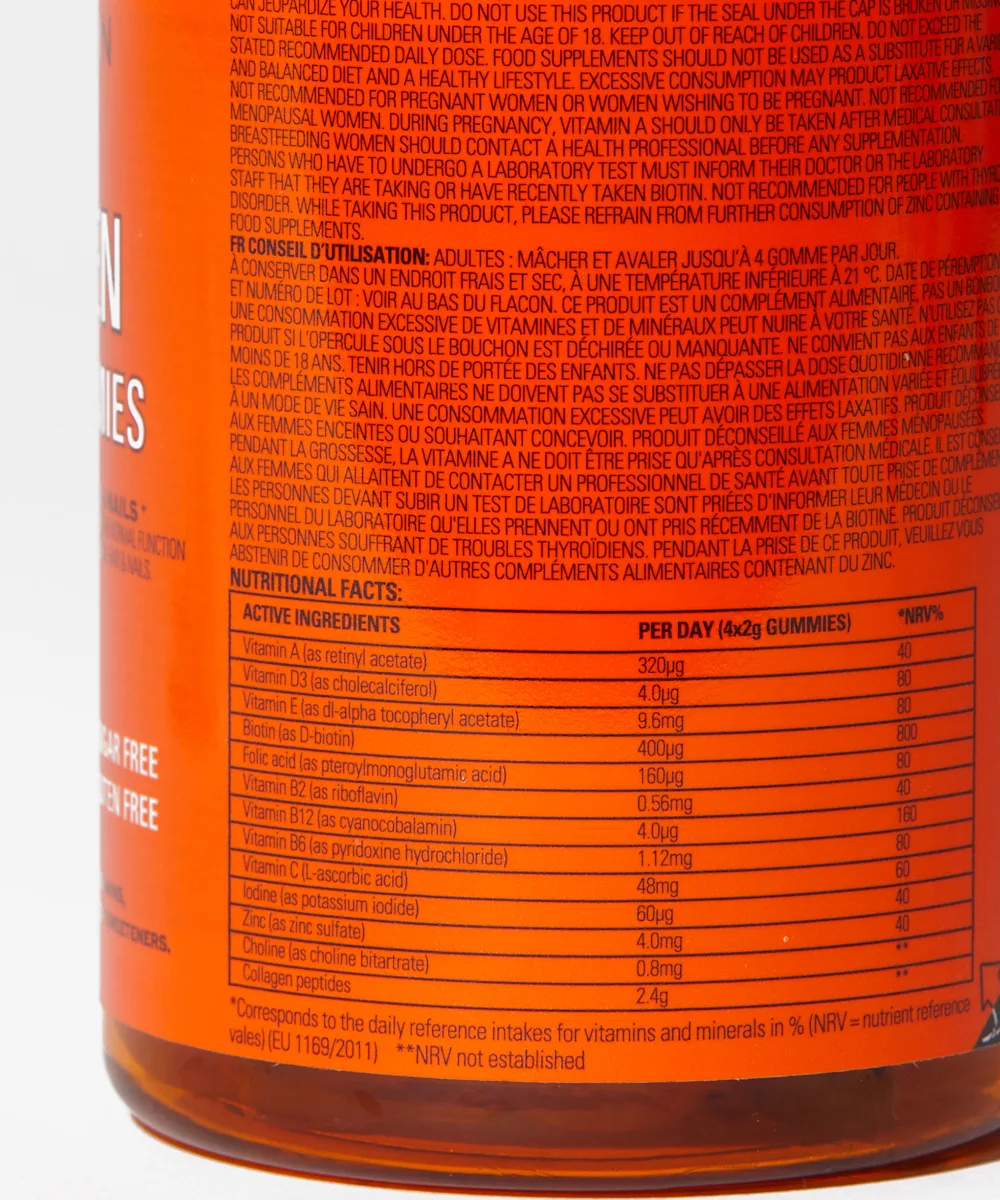 CAN JEOPARDIZE YOUR HEALTH. DO NOT USE THIS PRODUCT IF THE SEAL UNDER THE CAP IS BROKEN OR MISSING
NOT SUITABLE FOR CHILDREN UNDER THE AGE OF 18. KEEP OUT OF REACH OF CHILDREN. DO NOT EXCEED THE
STATED RECOMMENDED DAILY DOSE. FOOD SUPPLEMENTS SHOULD NOT BE USED AS A SUBSTITUTE FOR A
AND BALANCED DIET AND A HEALTHY LIFESTYLE. EXCESSIVE CONSUMPTION MAY PRODUCT LAXATIVE EFFECTS
NOT RECOMMENDED FOR PREGNANT WOMEN OR WOMEN WISHING TO BE PREGNANT. NOT RECOMMENDED
MENOPAUSAL WOMEN. DURING PREGNANCY, VITAMIN A SHOULD ONLY BE TAKEN AFTER MEDICAL
BREASTFEEDING WOMEN SHOULD CONTACT A HEALTH PROFESSIONAL BEFORE ANY SUPPLEMENTATION.
PERSONS WHO HAVE TO UNDERGO A LABORATORY TEST MUST INFORM THEIR DOCTOR OR THE LABORATORY
STAFF THAT THEY ARE TAKING OR HAVE RECENTLY TAKEN BIOTIN. NOT RECOMMENDED FOR PEOPLE WITH
DISORDER. WHILE TAKING THIS PRODUCT, PLEASE REFRAIN FROM FURTHER CONSUMPTION OF ZINC CONTAINING
FOOD SUPPLEMENTS.
FR CONSEIL D'UTILISATION: ADULTES : MÂCHER ET AVALER JUSQU'À 4 GOMME PAR JOUR.
À CONSERVER DANS UN ENDROIT FRAIS ET SEC, À UNE TEMPÉRATURE INFÉRIEURE À 21 °C. DATE DE PÉREMPTION
ET NUMÉRO DE LOT : VOIR AU BAS DU FLACON. CE PRODUIT EST UN COMPLÉMENT ALIMENTAIRE, PAS UN
UNE CONSOMMATION EXCESSIVE DE VITAMINES ET DE MINÉRAUX PEUT NUIRE À VOTRE SANTÉ. N'UTILISEZ PAS
PRODUIT SI L'OPERCULE SOUS LE BOUCHON EST DÉCHIRÉE OU MANQUANTE. NE CONVIENT PAS AUX ENFANTS DE
MOINS DE 18 ANS. TENIR HORS DE PORTÉE DES ENFANTS. NE PAS DÉPASSER LA DOSE QUOTIDIENNE
LES COMPLÉMENTS ALIMENTAIRES NE DOIVENT PAS SE SUBSTITUER À UNE ALIMENTATION VARIÉE ET
À UN MODE DE VIE SAIN. UNE CONSOMMATION EXCESSIVE PEUT AVOIR DES EFFETS LAXATIFS. PRODUIT
AUX FEMMES ENCEINTES OU SOUHAITANT CONCEVOIR. PRODUIT DÉCONSEILLÉ AUX FEMMES MÉNOPAUSÉES.
PENDANT LA GROSSESSE, LA VITAMINE A NE DOIT ÊTRE PRISE QU'APRÈS CONSULTATION MÉDICALE. IL EST
AUX FEMMES QUI ALLAITENT DE CONTACTER UN PROFESSIONNEL DE SANTÉ AVANT TOUTE PRISE DE
LES PERSONNES DEVANT SUBIR UN TEST DE LABORATOIRE SONT PRIÉES D'INFORMER LEUR MÉDECIN OU LE
PERSONNEL DU LABORATOIRE QU'ELLES PRENNENT OU ONT PRIS RÉCEMMENT DE LA BIOTINE. PRODUIT
AUX PERSONNES SOUFFRANT DE TROUBLES THYROÏDIENS. PENDANT LA PRISE DE CE PRODUIT, VEUILLEZ VOUS
ABSTENIR DE CONSOMMER D'AUTRES COMPLÉMENTS ALIMENTAIRES CONTENANT DU ZINC.
NUTRITIONAL FACTS:
ACTIVE INGREDIENTS PER DAY (4x2g GUMMIES) *NRV%
Vitamin A (as retinyl acetate) 320µg 40
Vitamin D3 (as cholecalciferol) 4.0µg 80
Vitamin E (as dl-alpha tocopheryl acetate) 9.6mg 80
Biotin (as D-biotin) 400µg 800
Folic acid (as pteroylmonoglutamic acid) 160µg 80
Vitamin B2 (as riboflavin) 0.56mg 40
Vitamin B12 (as cyanocobalamin) 4.0µg 160
Vitamin B6 (as pyridoxine hydrochloride) 1.12mg 80
Vitamin C (L-ascorbic acid) 48mg 60
Iodine (as potassium iodide) 60µg 40
Zinc (as zinc sulfate) 4.0mg 40
Choline (as choline bitartrate) 0.8mg **
Collagen peptides 2.4g **
*Corresponds to the daily reference intakes for vitamins and minerals in % (NRV = nutrient reference
vales) (EU 1169/2011) **NRV not established
NAILS *
NORMAL FUNCTION
& NAILS.
FREE
FREE